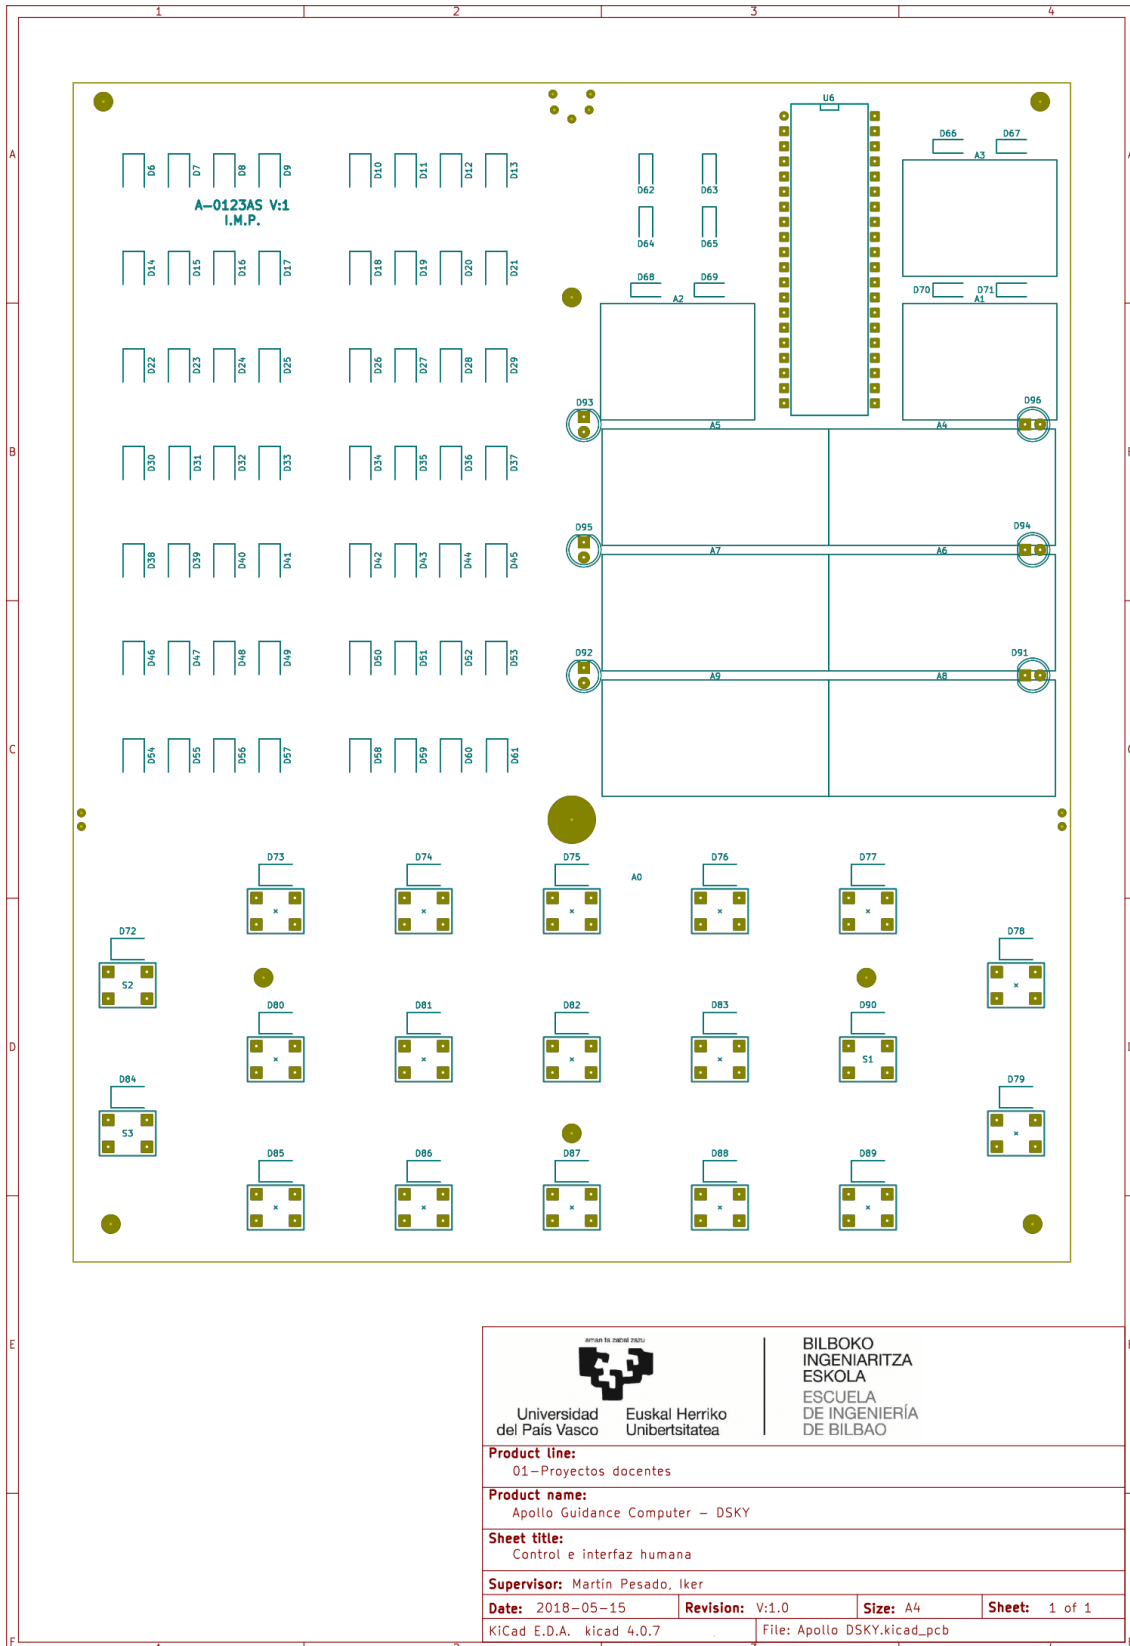 1 2 3 4
U6
D66 D67
A A
A3
D6 D7 D8 D9 D10 D11 D12 D13
D62 D63
A-0123AS V:1
I.M.P.
D64 D65
D14 D15 D16 D17 D18 D19 D20 D21
D68 D69
D70 D71
A2 A1
D22 D23 D24 D25 D26 D27 D28 D29
D93 D96
A5 A4
B
D30 D31 D32 D33 D34 D35 D36 D37
D95 D94
A7 A6
D38 D39 D40 D41 D42 D43 D44 D45
D92 D91
D46 D47 D48 D49 D50 D51 D52 D53
A9 A8
C
D54 D55 D56 D57 D58 D59 D60 D61
D73 D74 D75 D76 D77
A0
D72 D78
S2
D80 D81 D82 D83 D90
D
S1
D84 D79
S3
D85 D86 D87 D88 D89
E
eman ta zabal zazu
Universidad
del País Vasco
Euskal Herriko
Unibertsitatea
BILBOKO
INGENIARITZA
ESKOLA
ESCUELA
DE INGENIERÍA
DE BILBAO
Product line:
01-Proyectos docentes
Product name:
Apollo Guidance Computer - DSKY
Sheet title:
Control e interfaz humana
Supervisor: Martín Pesado, Iker
Date: 2018-05-15 Revision: V:1.0 Size: A4 Sheet: 1 of 1
KiCad E.D.A. kicad 4.0.7 File: Apollo DSKY.kicad_pcb
F